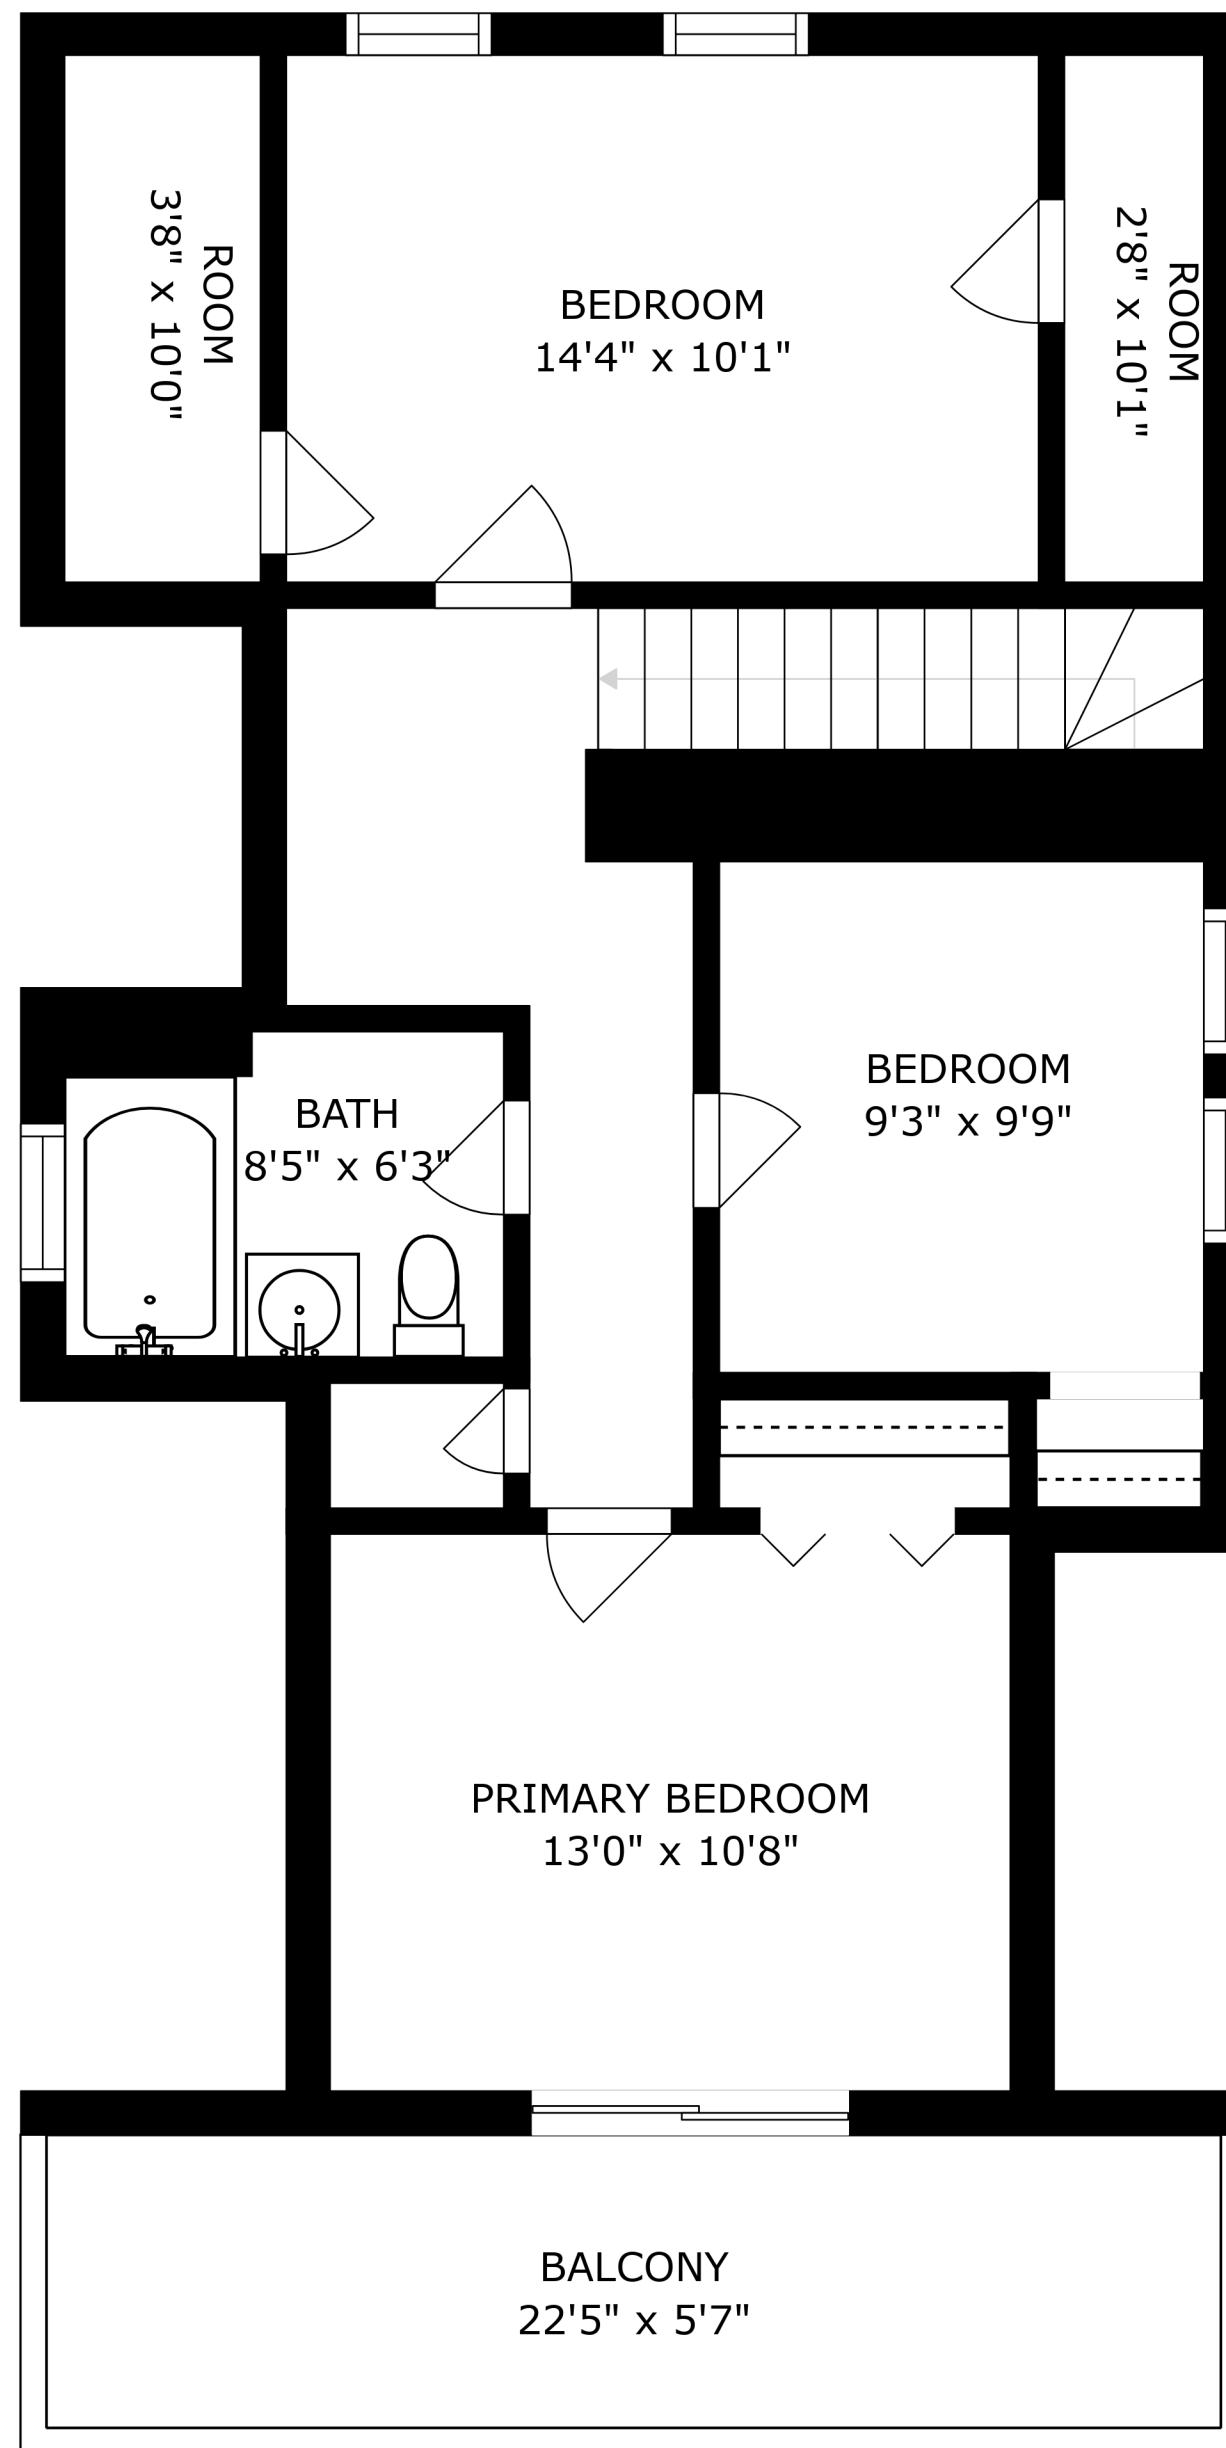 ROOM
3'8" x 10'0"
BEDROOM
14'4" x 10'1"
ROOM
2'8" x 10'1"
BEDROOM
9'3" x 9'9"
BATH
8'5" x 6'3"
PRIMARY BEDROOM
13'0" x 10'8"
BALCONY
22'5" x 5'7"